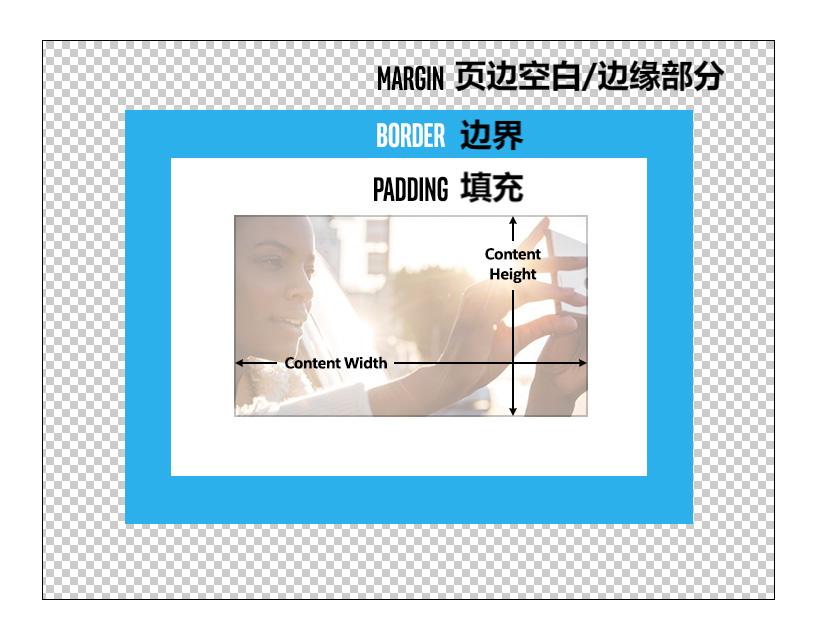 MARGIN 页边空白/边缘部分
BORDER 边界
PADDING 填充
Content
Height
Content Width